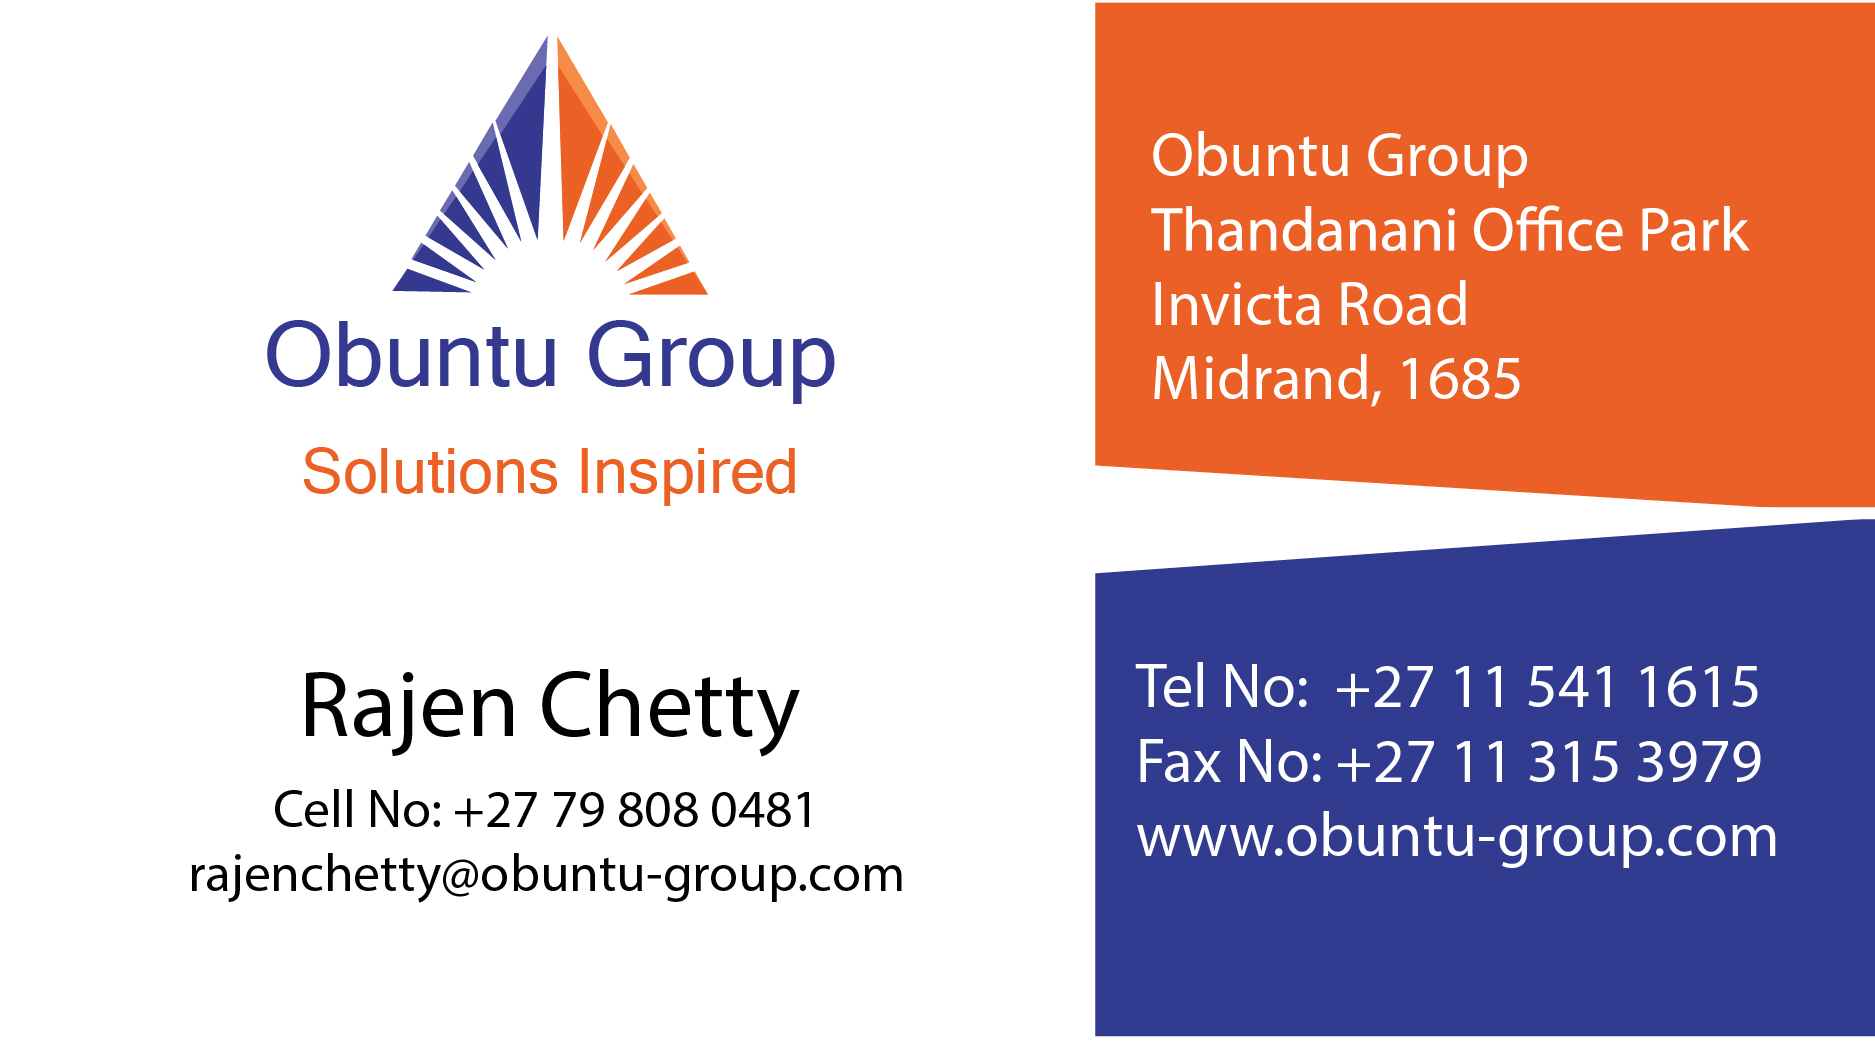 Obuntu Group
Solutions Inspired
Rajen Chetty
Cell No: +27 79 808 0481
rajenchetty@obuntu-group.com
Obuntu Group
Thandanani Office Park
Invicta Road
Midrand, 1685
Tel No:  +27 11 541 1615
Fax No: +27 11 315 3979
www.obuntu-group.com